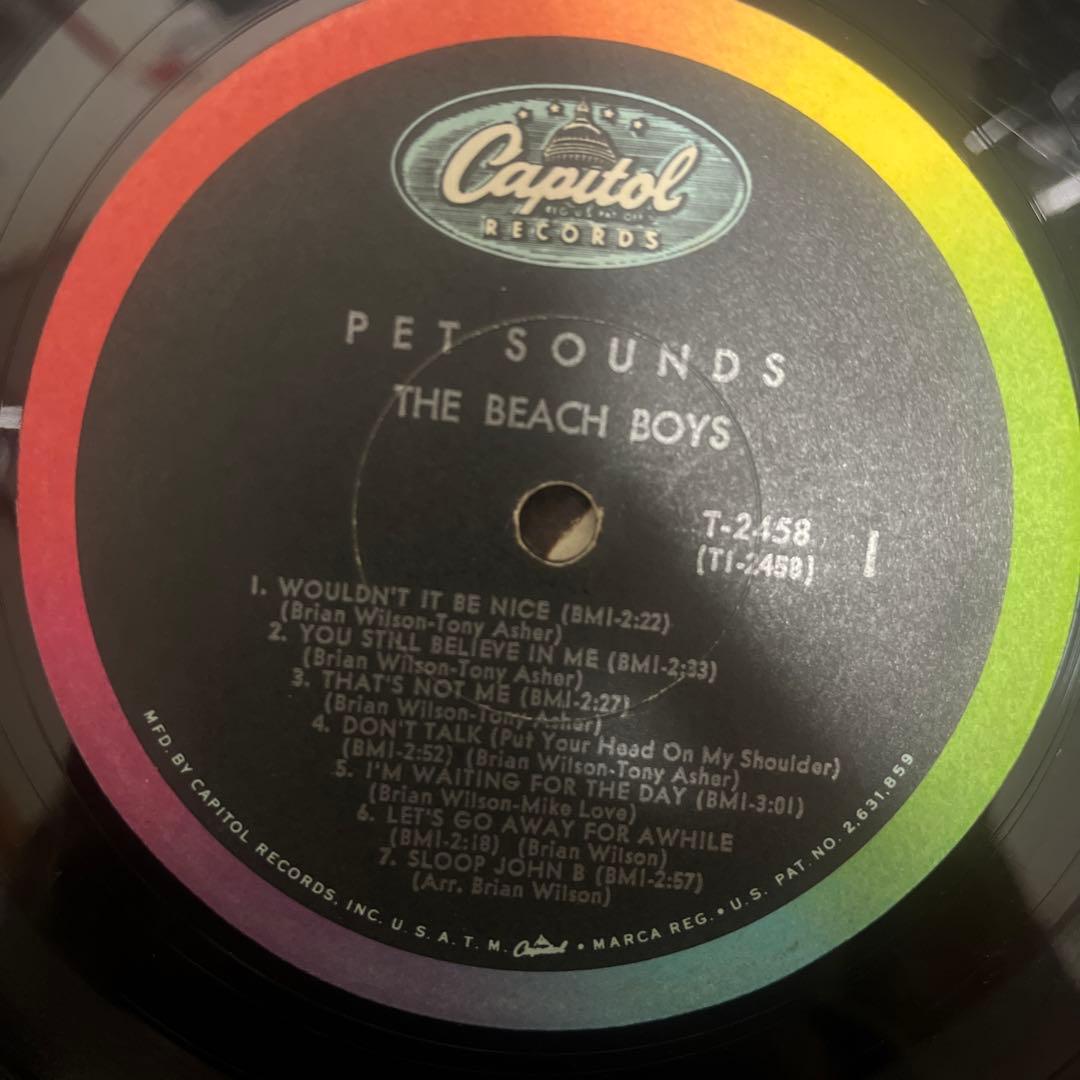 Capitol
RECORDS
PET SOUNDS
THE BEACH BOYS
T-2458
(T1-2458)
1
1. WOULDN'T IT BE NICE (BMI-2:22)
(Brian Wilson-Tony Asher)
2. YOU STILL BELIEVE IN ME (BMI-2:33)
(Brian Wilson-Tony Asher)
3. THAT'S NOT ME (BMI-2:27)
(Brian Wilson-Tony Asher)
4. DON'T TALK (Put Your Head On My Shoulder)
(BMI-2:52) (Brian Wilson-Tony Asher)
5. I'M WAITING FOR THE DAY (BMI-3:01)
(Brian Wilson-Mike Love)
6. LET'S GO AWAY FOR AWHILE
(BMI-2:18) (Brian Wilson)
7. SLOOP JOHN B (BMI-2:57)
(Arr. Brian Wilson)
MFD. BY CAPITOL RECORDS, INC. U.S.A. T.M. Capitol • MARCA REG. • U.S. PAT. NO. 2,631,859